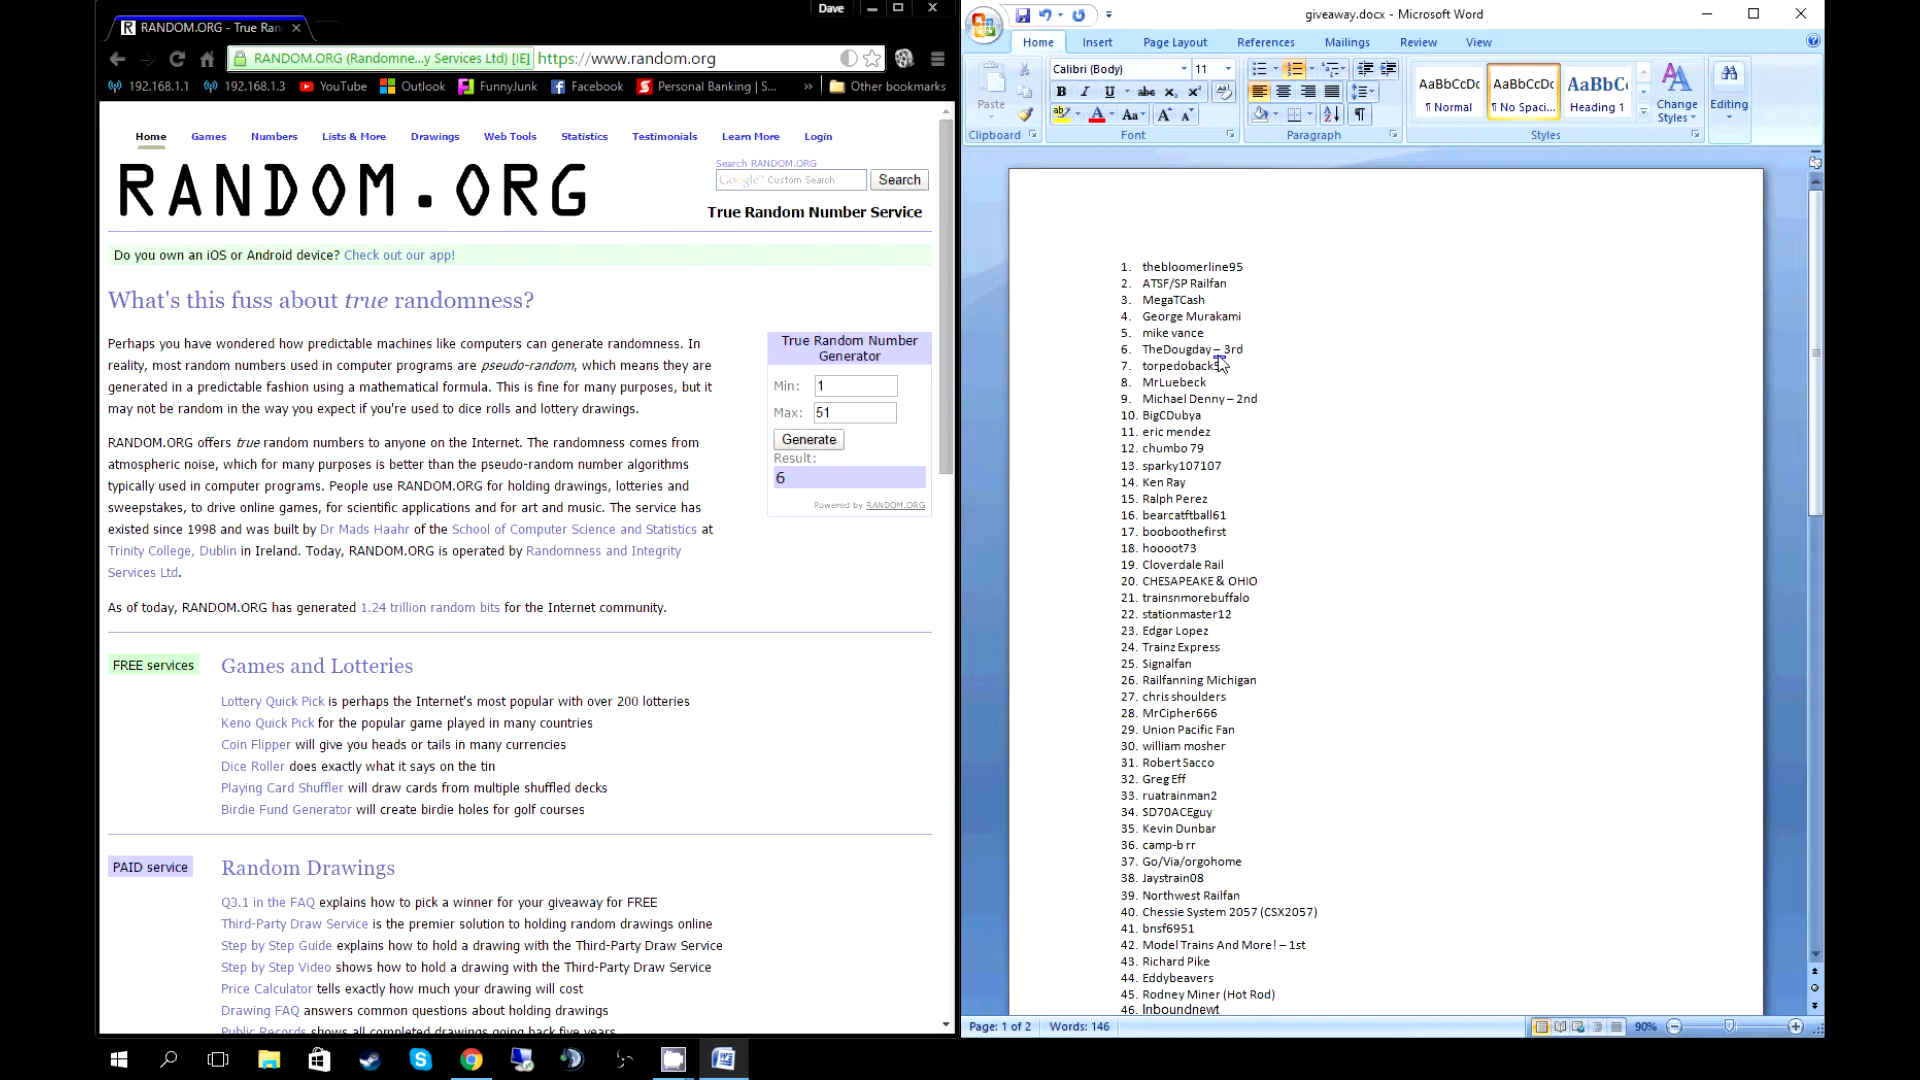 Dave
RANDOM.ORG - True Ran
RANDOM.ORG (Randomne...y Services Ltd) [IE] https://www.random.org
192.168.1.1 192.168.1.3 YouTube Outlook FunnyJunk Facebook Personal Banking | S... » Other bookmarks
Home Games Numbers Lists & More Drawings Web Tools Statistics Testimonials Learn More Login
RANDOM.ORG
Search RANDOM.ORG
Google™ Custom Search Search
True Random Number Service
Do you own an iOS or Android device? Check out our app!
What's this fuss about true randomness?
Perhaps you have wondered how predictable machines like computers can generate randomness. In
reality, most random numbers used in computer programs are pseudo-random, which means they are
generated in a predictable fashion using a mathematical formula. This is fine for many purposes, but it
may not be random in the way you expect if you're used to dice rolls and lottery drawings.
RANDOM.ORG offers true random numbers to anyone on the Internet. The randomness comes from
atmospheric noise, which for many purposes is better than the pseudo-random number algorithms
typically used in computer programs. People use RANDOM.ORG for holding drawings, lotteries and
sweepstakes, to drive online games, for scientific applications and for art and music. The service has
existed since 1998 and was built by Dr Mads Haahr of the School of Computer Science and Statistics at
Trinity College, Dublin in Ireland. Today, RANDOM.ORG is operated by Randomness and Integrity
Services Ltd.
As of today, RANDOM.ORG has generated 1.24 trillion random bits for the Internet community.
True Random Number
Generator
Min: 1
Max: 51
Generate
Result:
6
Powered by RANDOM.ORG
FREE services Games and Lotteries
Lottery Quick Pick is perhaps the Internet's most popular with over 200 lotteries
Keno Quick Pick for the popular game played in many countries
Coin Flipper will give you heads or tails in many currencies
Dice Roller does exactly what it says on the tin
Playing Card Shuffler will draw cards from multiple shuffled decks
Birdie Fund Generator will create birdie holes for golf courses
PAID service Random Drawings
Q3.1 in the FAQ explains how to pick a winner for your giveaway for FREE
Third-Party Draw Service is the premier solution to holding random drawings online
Step by Step Guide explains how to hold a drawing with the Third-Party Draw Service
Step by Step Video shows how to hold a drawing with the Third-Party Draw Service
Price Calculator tells exactly how much your drawing will cost
Drawing FAQ answers common questions about holding drawings
Public Records shows all completed drawings going back five years
giveaway.docx - Microsoft Word
Home Insert Page Layout References Mailings Review View
Paste
Clipboard
Calibri (Body) 11
B I U abc X₂ X² Aa A A
Font
Paragraph
AaBbCcDc AaBbCcDc AaBbC
¶ Normal ¶ No Spaci... Heading 1
Change
Styles
Styles
Editing
1. thebloomerline95
2. ATSF/SP Railfan
3. MegaTCash
4. George Murakami
5. mike vance
6. TheDougday – 3rd
7. torpedobacks
8. MrLuebeck
9. Michael Denny – 2nd
10. BigCDubya
11. eric mendez
12. chumbo 79
13. sparky107107
14. Ken Ray
15. Ralph Perez
16. bearcatftball61
17. booboothefirst
18. hoooot73
19. Cloverdale Rail
20. CHESAPEAKE & OHIO
21. trainsnmorebuffalo
22. stationmaster12
23. Edgar Lopez
24. Trainz Express
25. Signalfan
26. Railfanning Michigan
27. chris shoulders
28. MrCipher666
29. Union Pacific Fan
30. william mosher
31. Robert Sacco
32. Greg Eff
33. ruatrainman2
34. SD70ACEguy
35. Kevin Dunbar
36. camp-b rr
37. Go/Via/orgohome
38. Jaystrain08
39. Northwest Railfan
40. Chessie System 2057 (CSX2057)
41. bnsf6951
42. Model Trains And More! – 1st
43. Richard Pike
44. Eddybeavers
45. Rodney Miner (Hot Rod)
46. Inboundnewt
Page: 1 of 2 Words: 146 90%